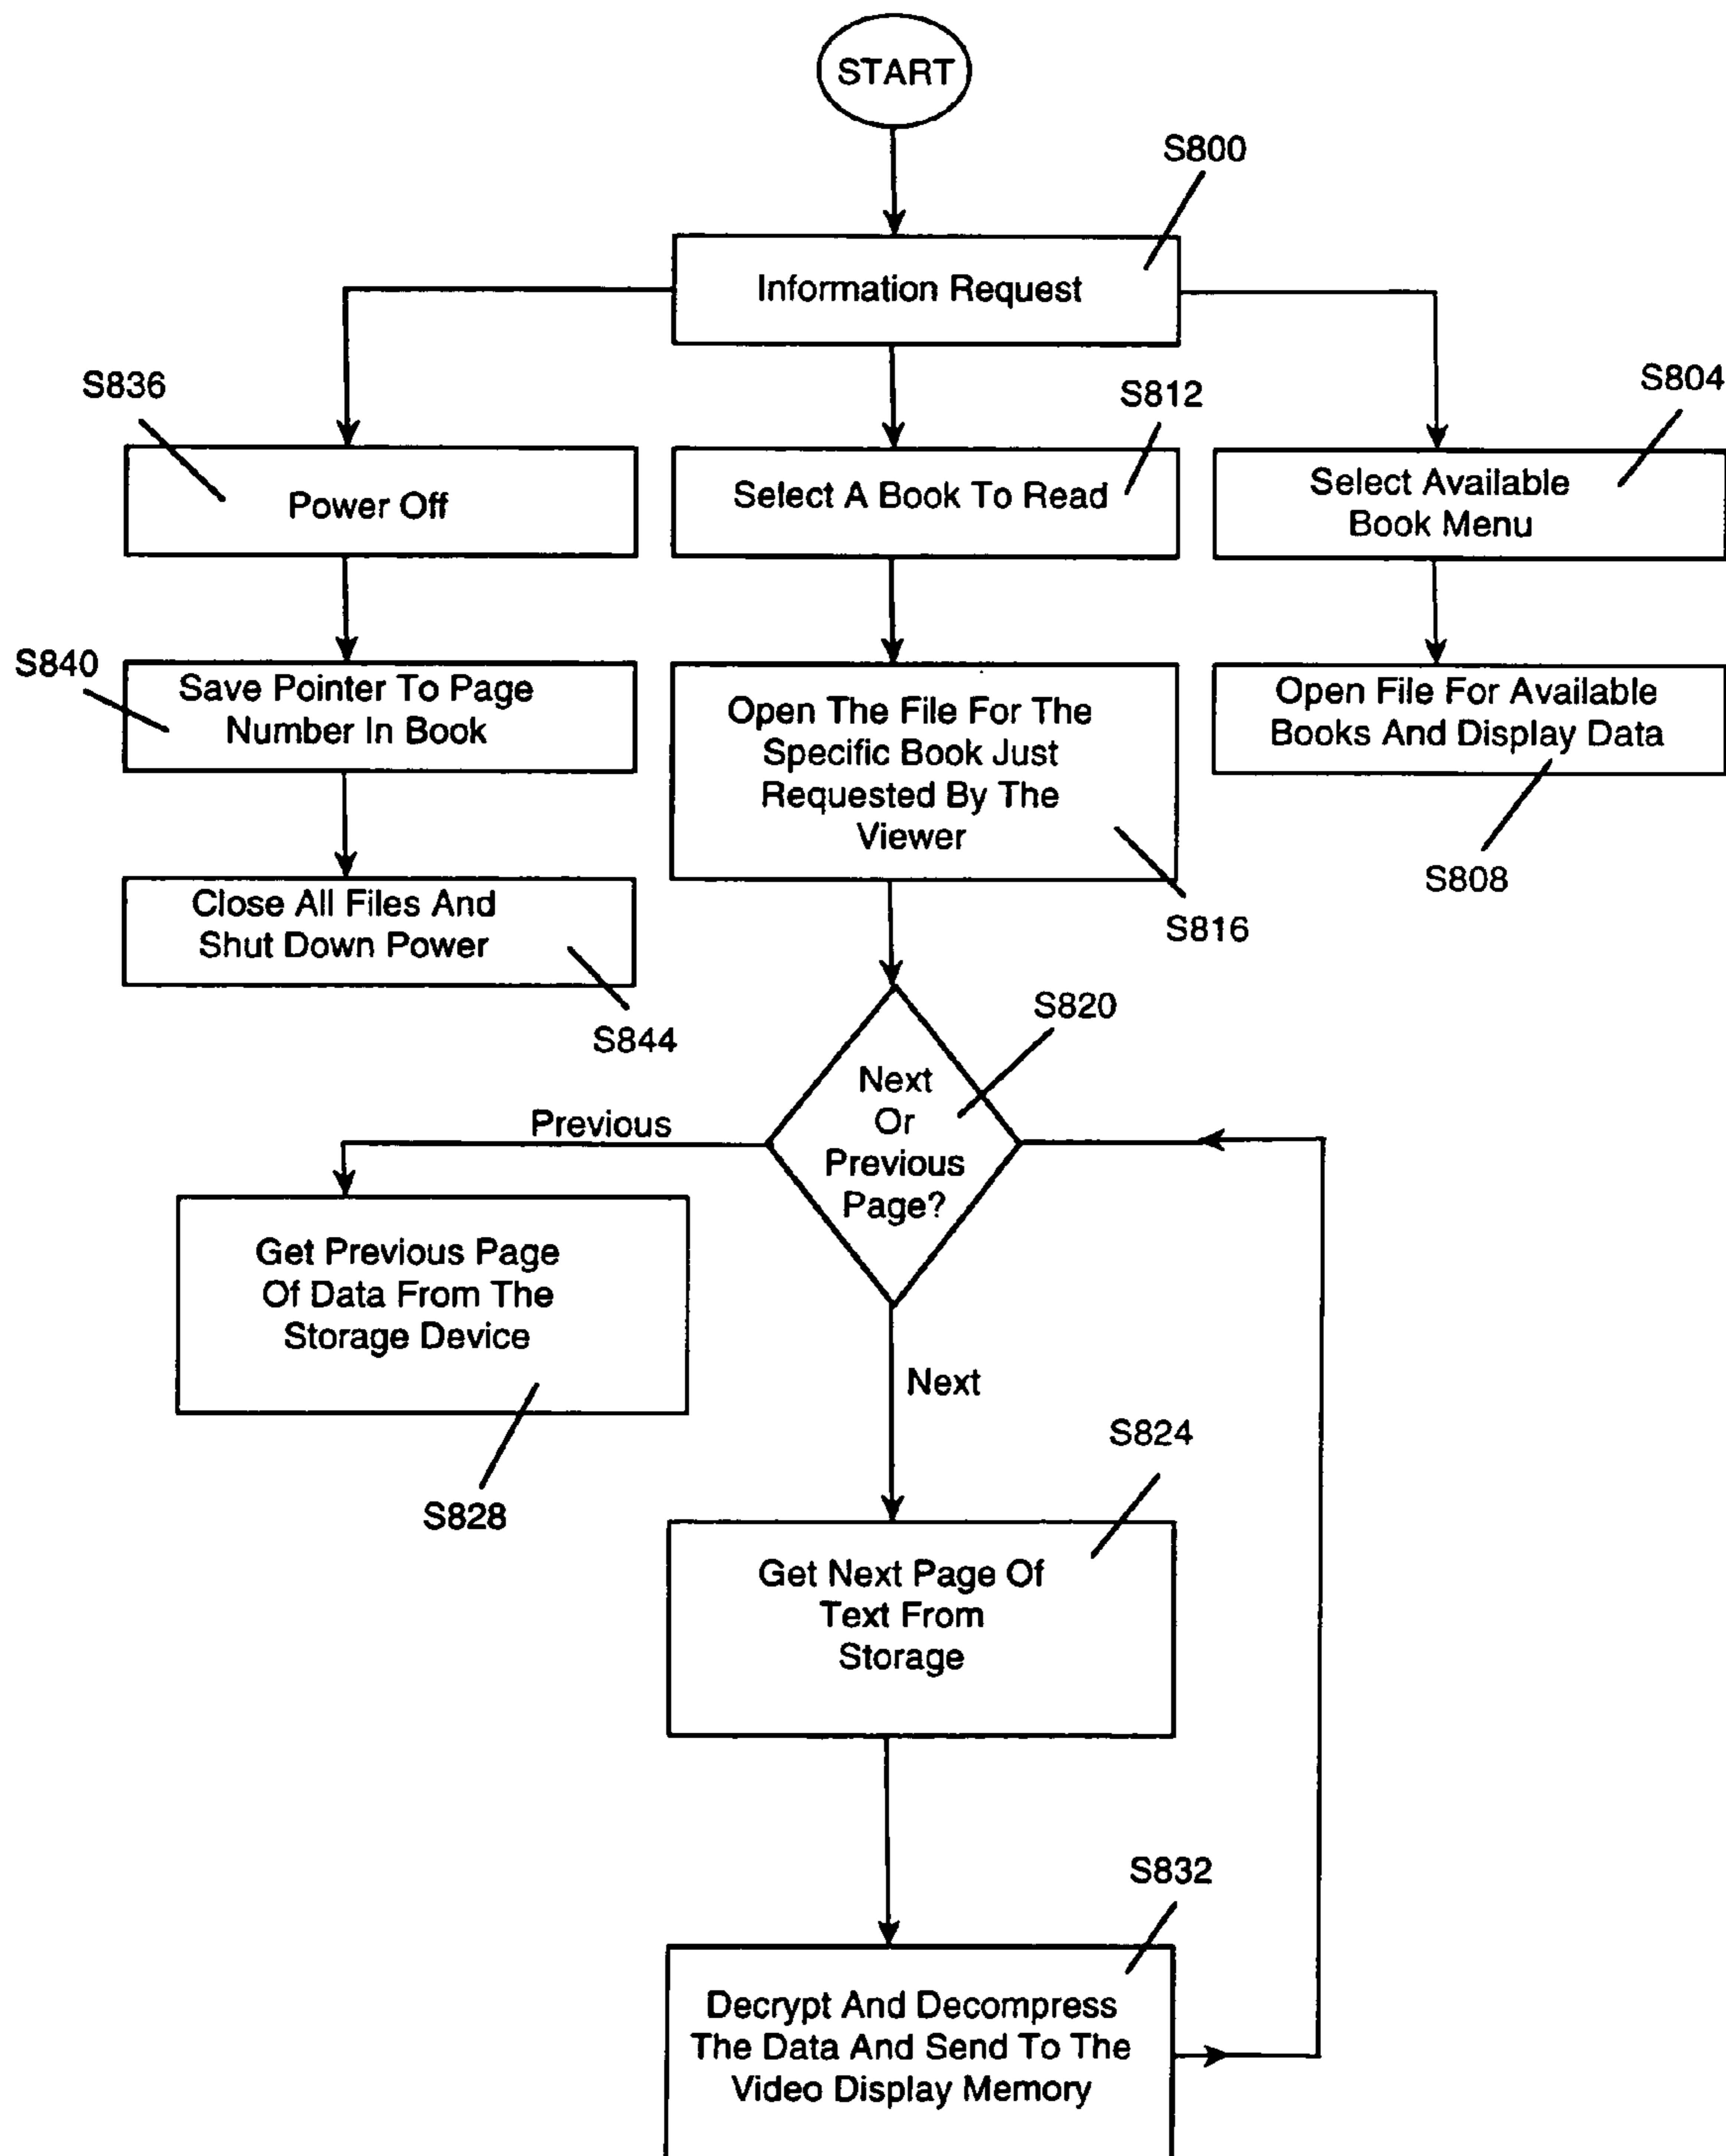 START
S800
Information Request
S836
S812
S804
Power Off
Select A Book To Read
Select Available
Book Menu
S840
Save Pointer To Page
Number In Book
Open The File For The
Specific Book Just
Requested By The
Viewer
Open File For Available
Books And Display Data
S808
S816
Close All Files And
Shut Down Power
S844
S820
Next
Or
Previous
Page?
Previous
Get Previous Page
Of Data From The
Storage Device
S828
Next
S824
Get Next Page Of
Text From
Storage
S832
Decrypt And Decompress
The Data And Send To The
Video Display Memory